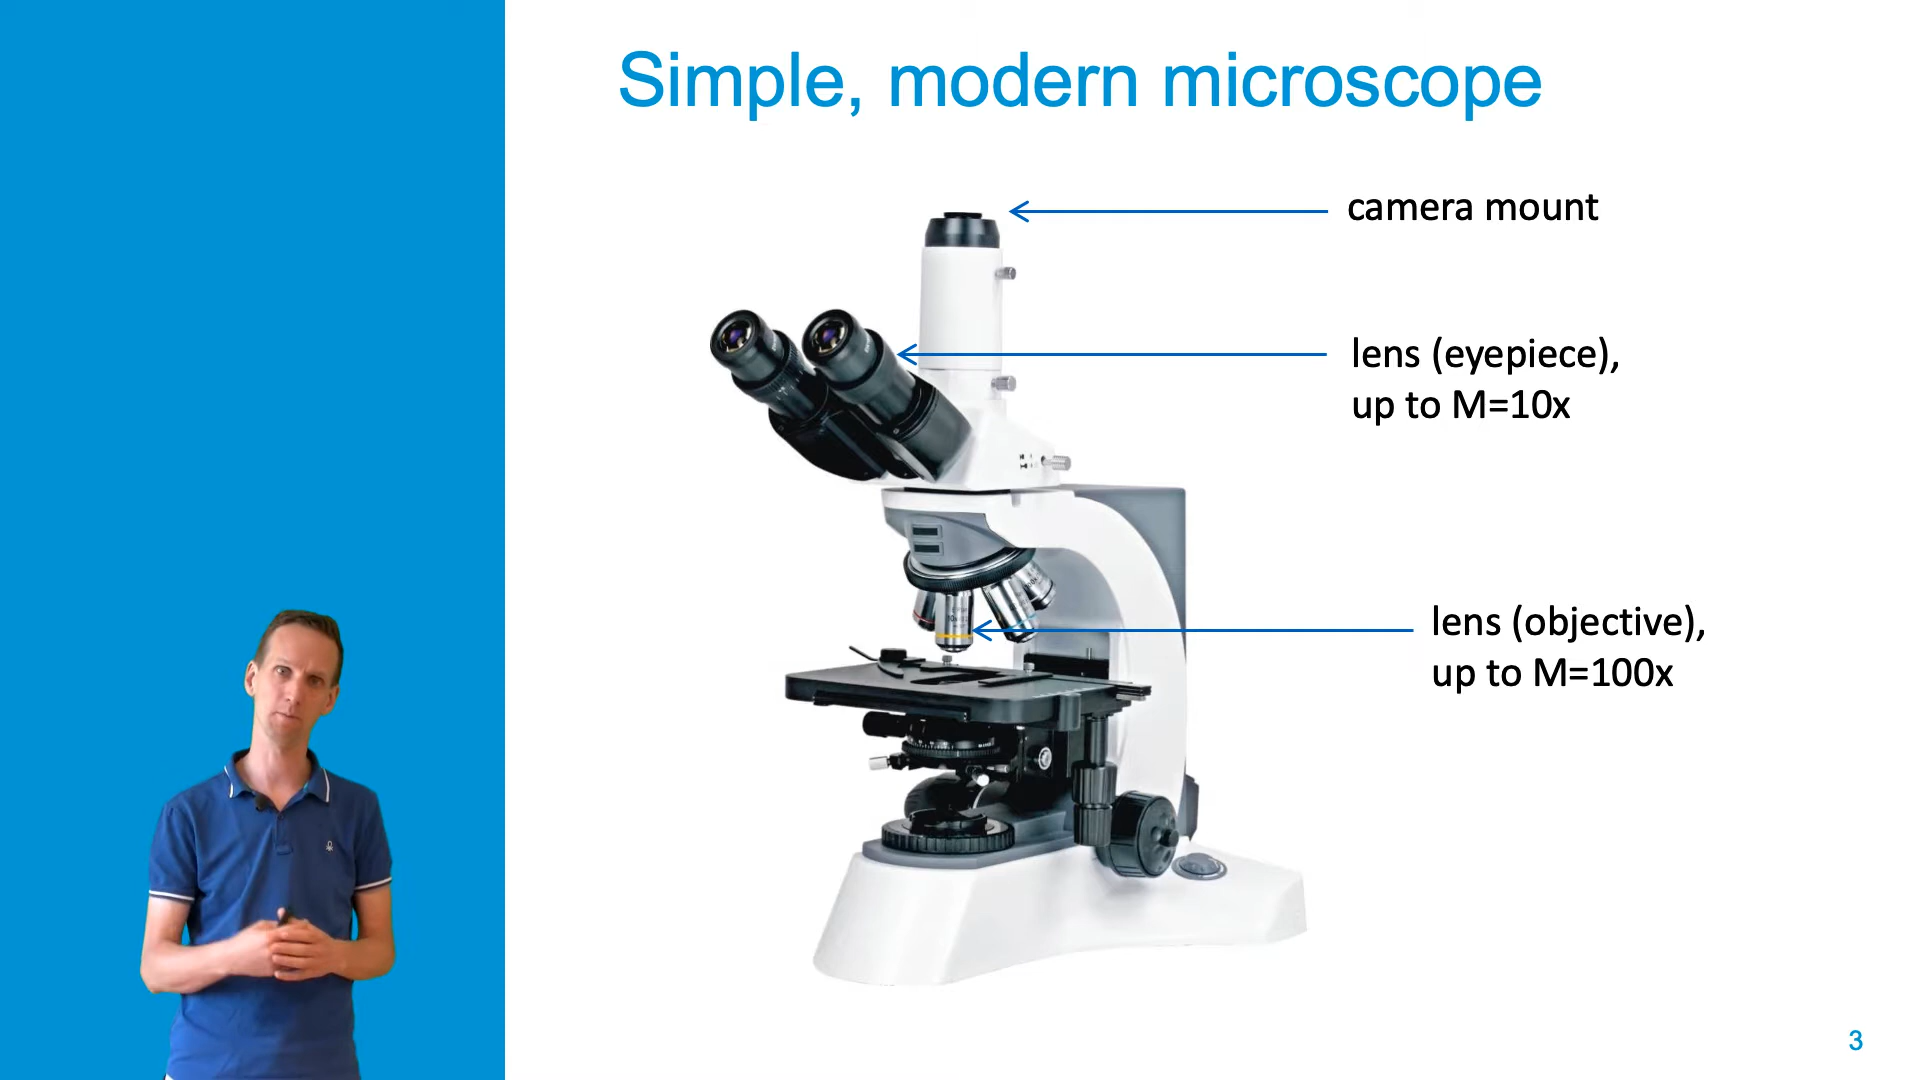 Simple, modern microscope
camera mount
lens (eyepiece),
up to M=10x
lens (objective),
up to M=100x
3